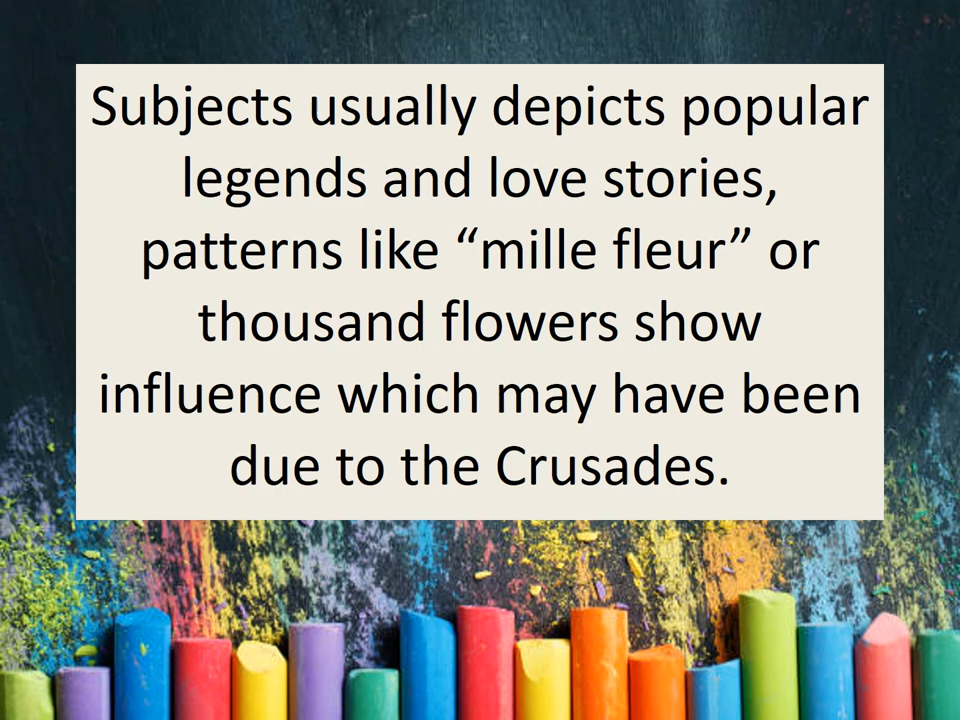 Subjects usually depicts popular
legends and love stories,
patterns like “mille fleur” or
thousand flowers show
influence which may have been
due to the Crusades.